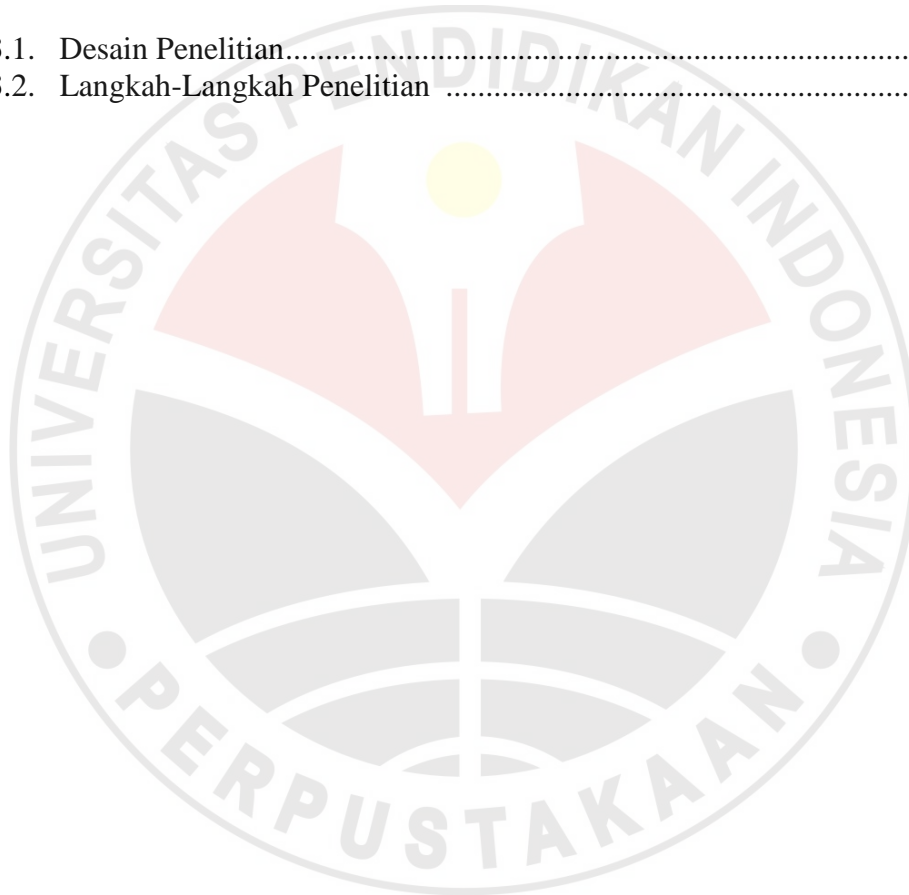 3.1. Desain Penelitian..............................................................................
3.2. Langkah-Langkah Penelitian ..........................................................
UNIVERSITAS PENDIDIKAN INDONESIA
PERPUSTAKAAN